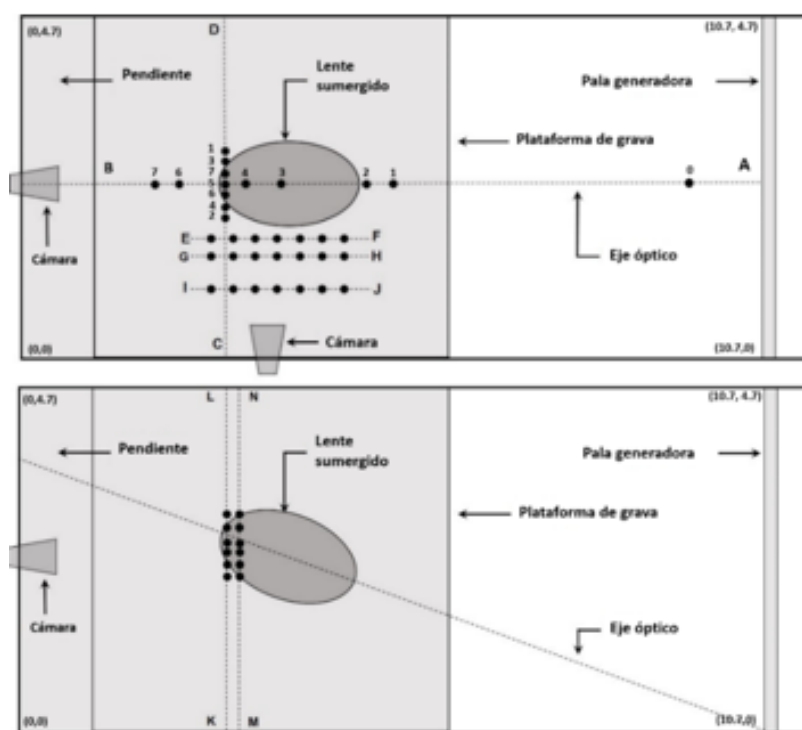 (0,4.7)
D
(10.7, 4.7)
Pendiente
Lente
sumergido
Pala generadora
Plataforma de grava
1
3
7
5
6
4
2
B
7
6
4
3
2
1
0
A
E
F
G
H
I
J
Cámara
Eje óptico
C
Cámara
(0,0)
(10.7,0)
(0,4.7)
L
N
(10.7, 4.7)
Pendiente
Lente
sumergido
Pala generadora
Plataforma de grava
Cámara
Eje óptico
(0,0)
K
M